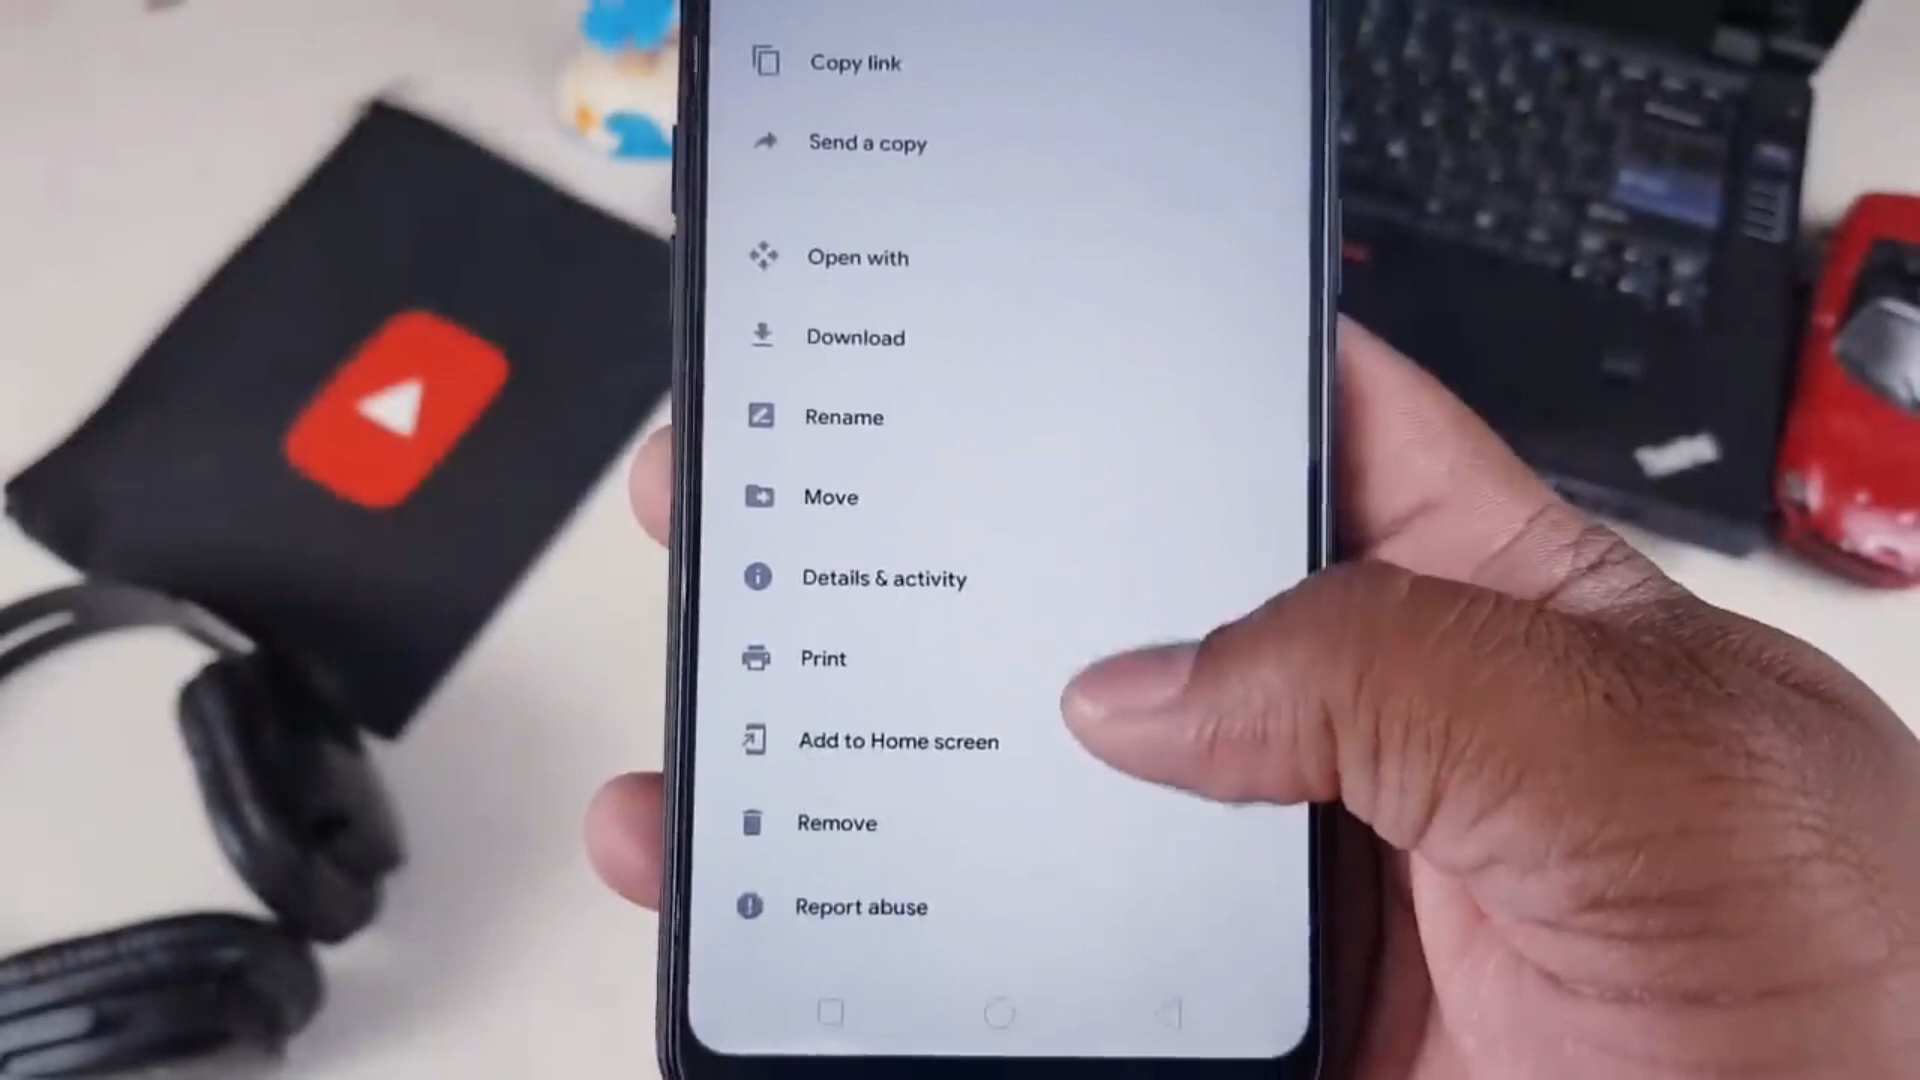 Copy link
Send a copy
Open with
Download
Rename
Move
Details & activity
Print
Add to Home screen
Remove
Report abuse